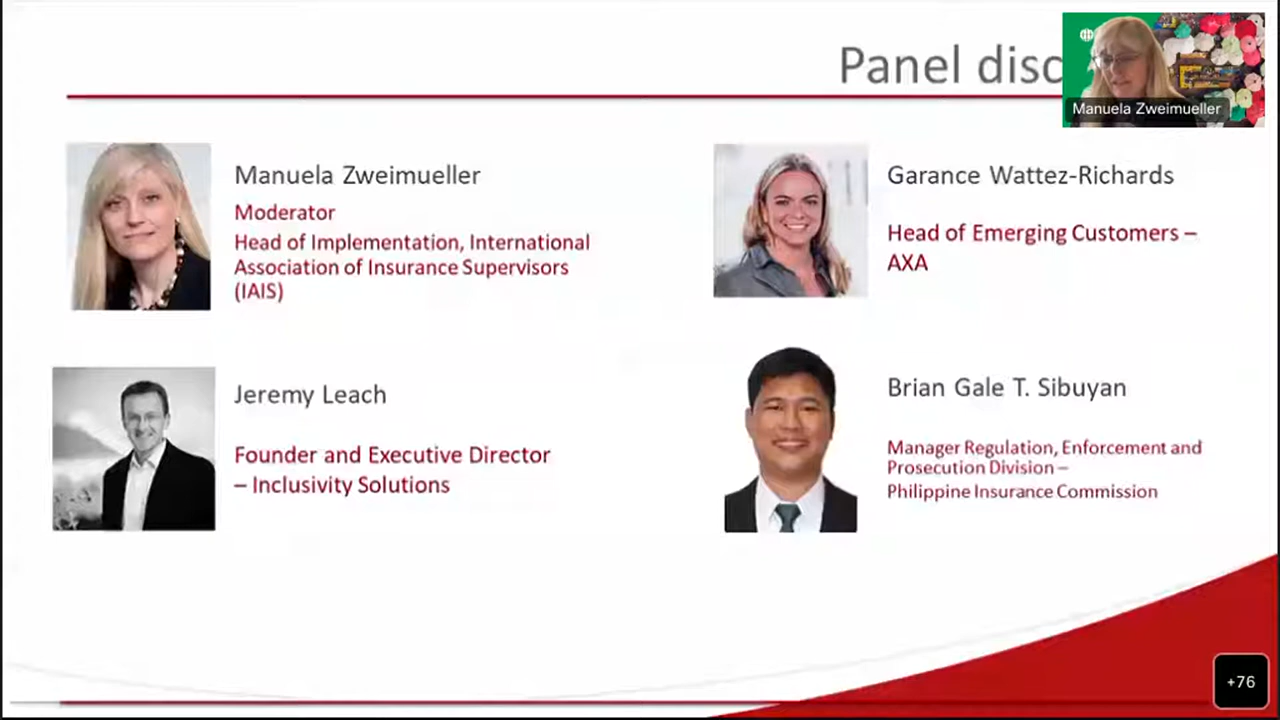 Panel disc
Manuela Zweimueller
Manuela Zweimueller
Moderator
Head of Implementation, International
Association of Insurance Supervisors
(IAIS)
Garance Wattez-Richards
Head of Emerging Customers –
AXA
Jeremy Leach
Founder and Executive Director
– Inclusivity Solutions
Brian Gale T. Sibuyan
Manager Regulation, Enforcement and
Prosecution Division –
Philippine Insurance Commission
+76